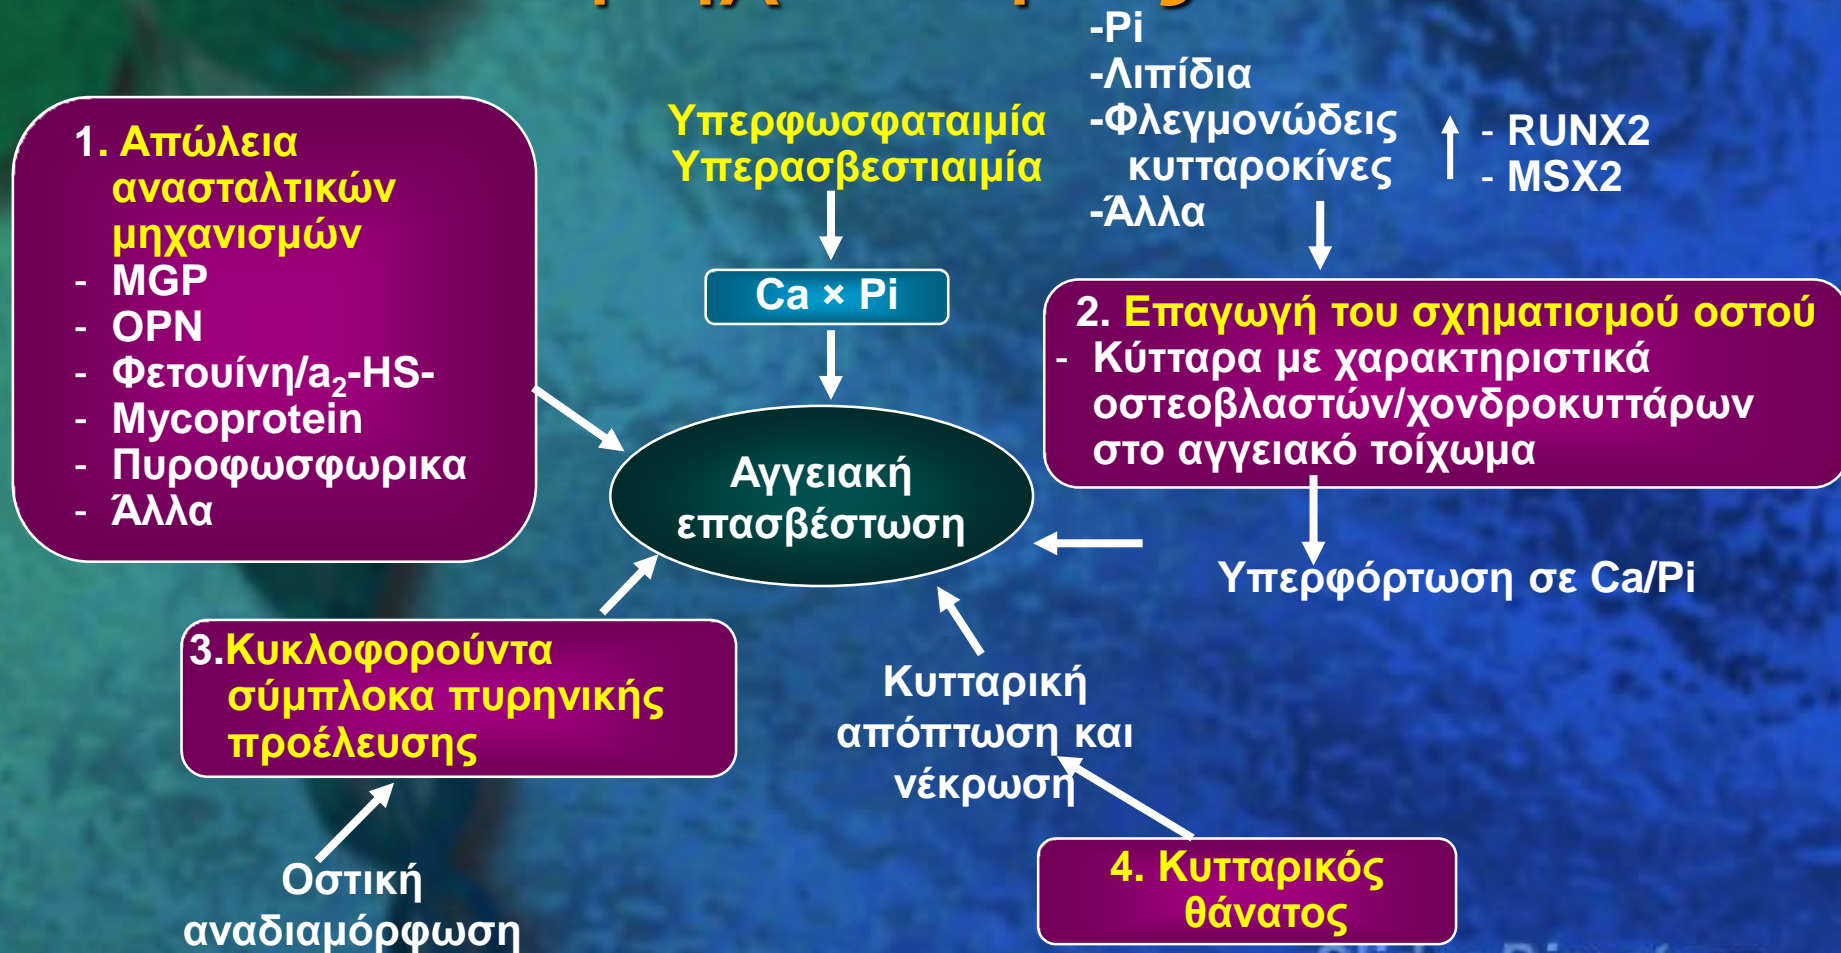 -Pi
-Λιπίδια
-Φλεγμονώδεις
κυτταροκίνες
-Άλλα
- RUNX2
- MSX2
Υπερφωσφαταιμία
Υπερασβεστιαιμία
Ca × Pi
1. Απώλεια
ανασταλτικών
μηχανισμών
- MGP
- OPN
- Φετουίνη/a₂-HS-
- Mycoprotein
- Πυροφωσφωρικα
- Άλλα
2. Επαγωγή του σχηματισμού οστού
- Κύτταρα με χαρακτηριστικά
οστεοβλαστών/χονδροκυττάρων
στο αγγειακό τοίχωμα
Αγγειακή
επασβέστωση
Υπερφόρτωση σε Ca/Pi
3.Κυκλοφορούντα
σύμπλοκα πυρηνικής
προέλευσης
Κυτταρική
απόπτωση και
νέκρωση
Οστική
αναδιαμόρφωση
4. Κυτταρικός
θάνατος